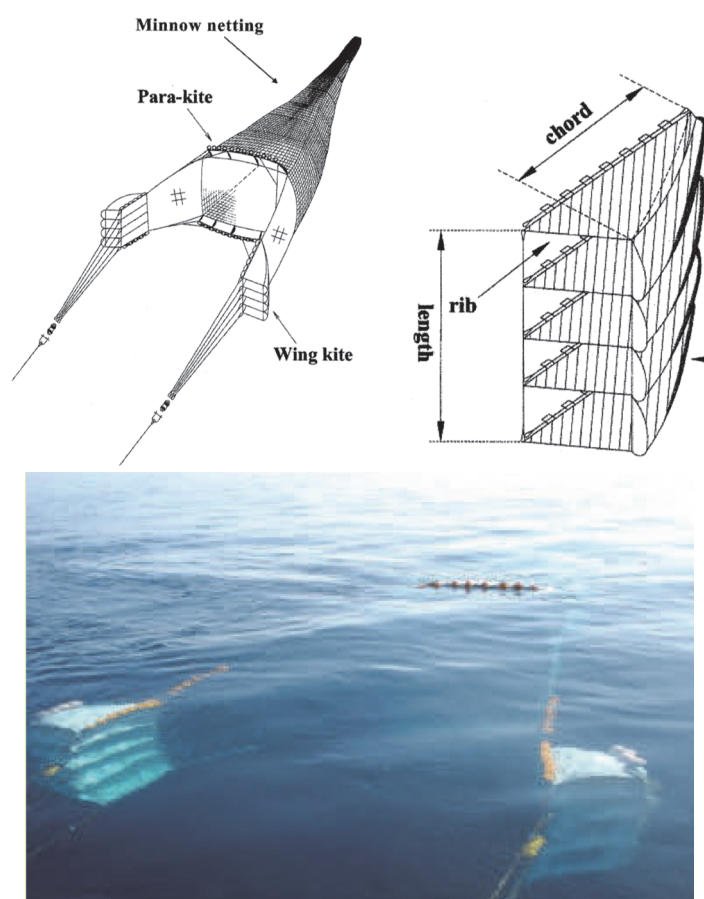 Minnow netting
Para-kite
Wing kite
chord
rib
length